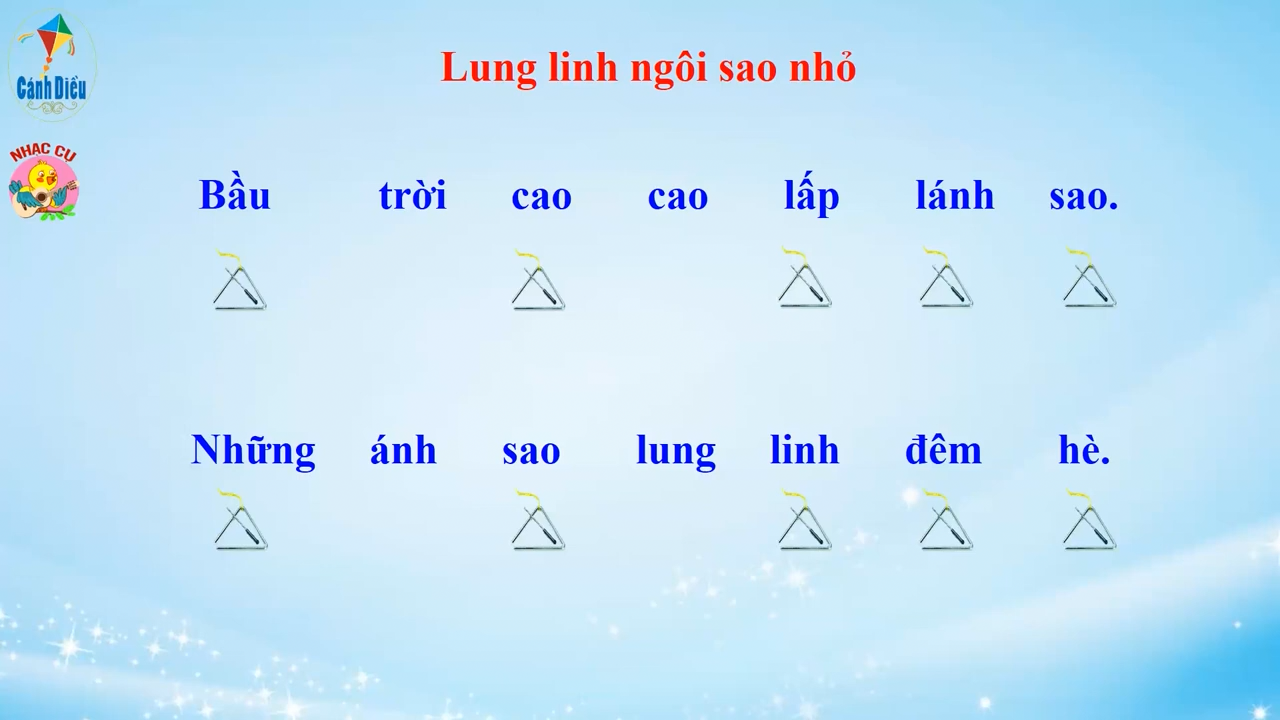 Cánh Diều
Lung linh ngôi sao nhỏ
NHẠC CỤ
Bầu trời cao cao lấp lánh sao.
Những ánh sao lung linh đêm hè.